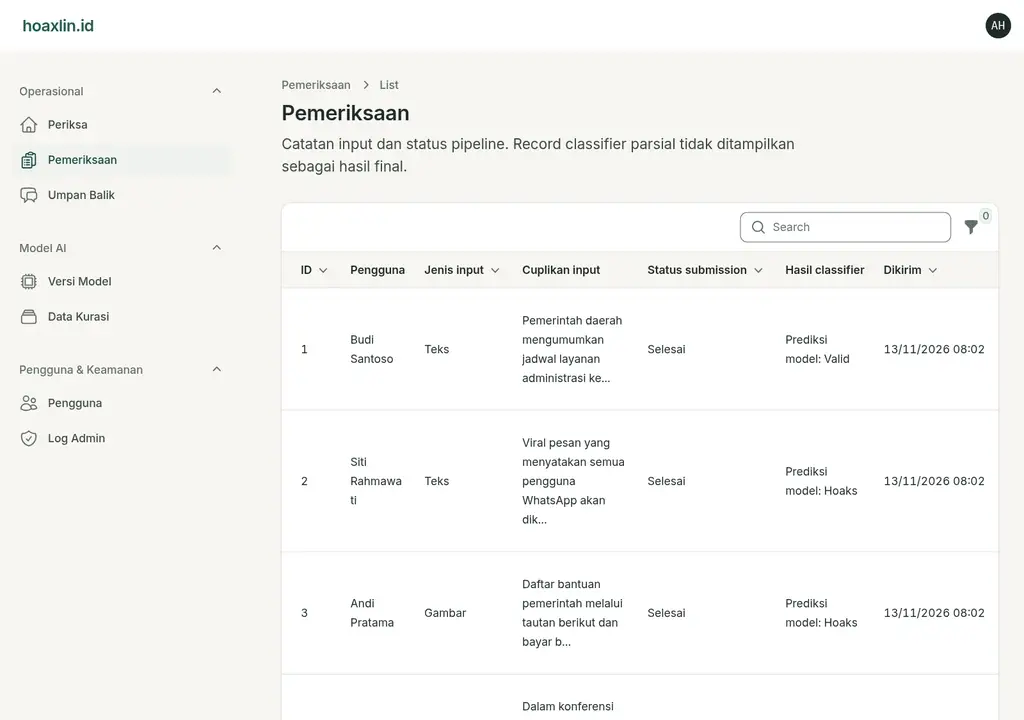 hoaxlin.id
AH
Operasional
Periksa
Pemeriksaan
Umpan Balik
Model AI
Versi Model
Data Kurasi
Pengguna & Keamanan
Pengguna
Log Admin
Pemeriksaan > List
Pemeriksaan
Catatan input dan status pipeline. Record classifier parsial tidak ditampilkan
sebagai hasil final.
Search
0
ID Pengguna Jenis input Cuplikan input Status submission Hasil classifier Dikirim
1
Budi
Santoso
Teks
Pemerintah daerah
mengumumkan
jadwal layanan
administrasi ke...
Selesai
Prediksi
model: Valid
13/11/2026 08:02
2
Siti
Rahmawa
ti
Teks
Viral pesan yang
menyatakan semua
pengguna
WhatsApp akan
dik...
Selesai
Prediksi
model: Hoaks
13/11/2026 08:02
3
Andi
Pratama
Gambar
Daftar bantuan
pemerintah melalui
tautan berikut dan
bayar b...
Selesai
Prediksi
model: Hoaks
13/11/2026 08:02
Dalam konferensi